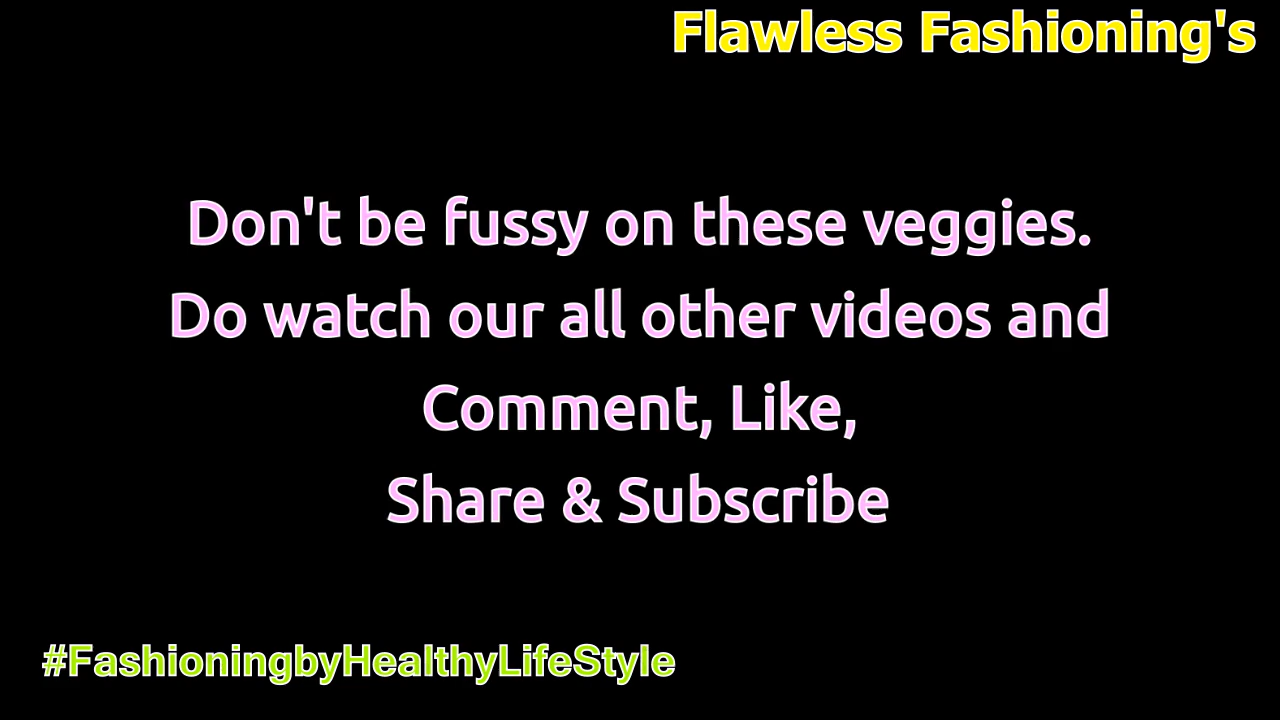 Flawless Fashioning's
Don't be fussy on these veggies.
Do watch our all other videos and
Comment, Like,
Share & Subscribe
#FashioningbyHealthyLifeStyle